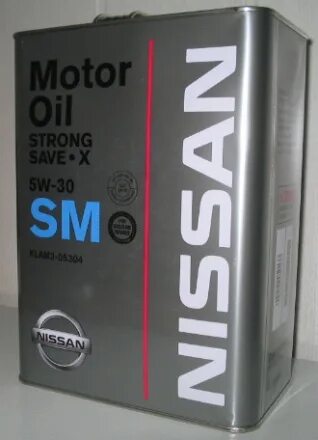 Motor
Oil
STRONG
SAVE•X
5W-30
SM
KLAM3-05304
NISSAN
NISSAN